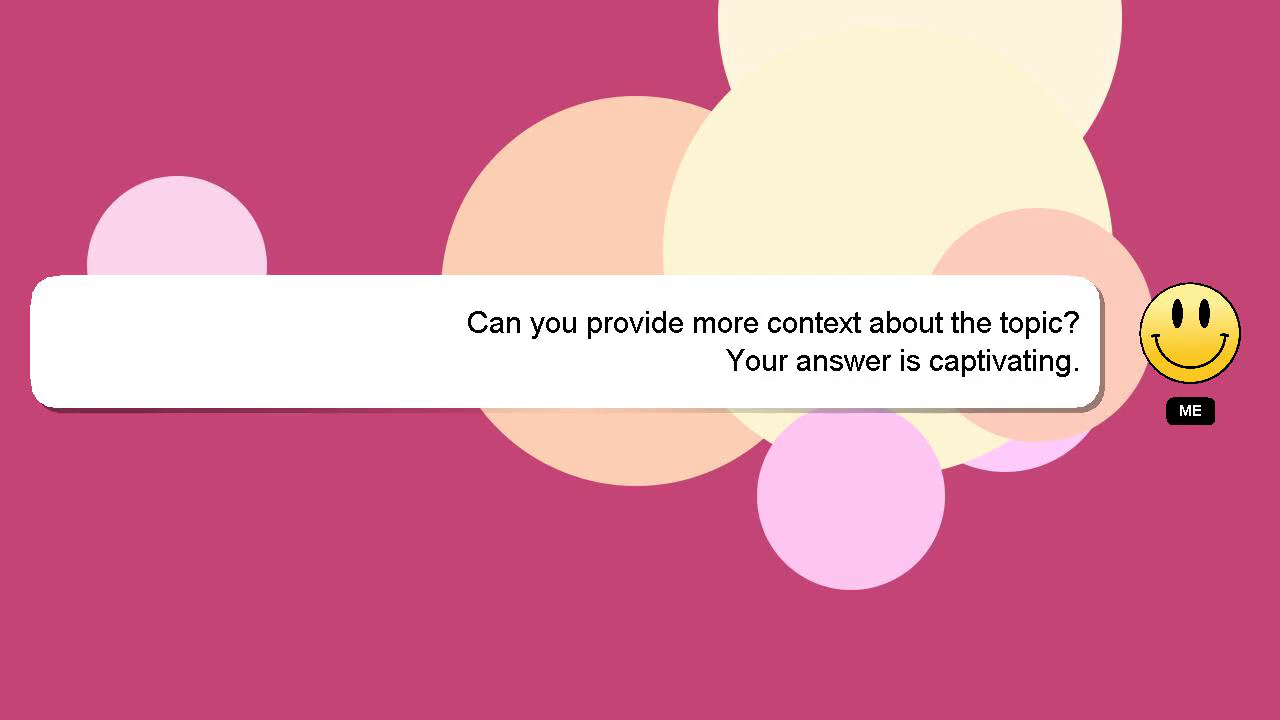 Can you provide more context about the topic?
Your answer is captivating.
ME